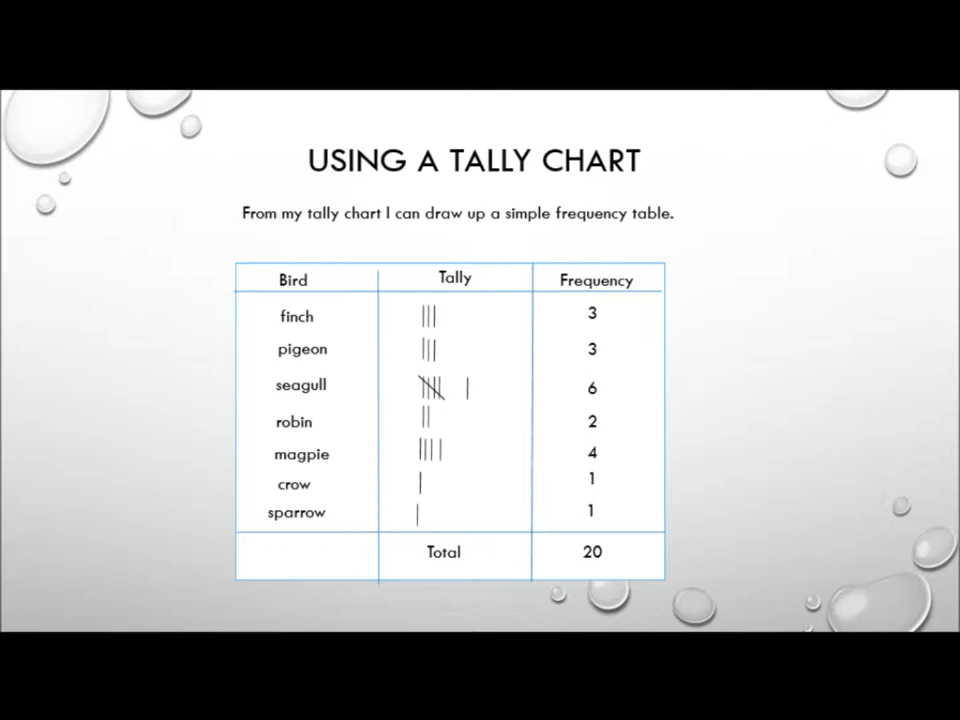 USING A TALLY CHART
From my tally chart I can draw up a simple frequency table.
Bird Tally Frequency
finch ||| 3
pigeon ||| 3
seagull 𝍸 | 6
robin || 2
magpie |||| 4
crow | 1
sparrow | 1
Total 20